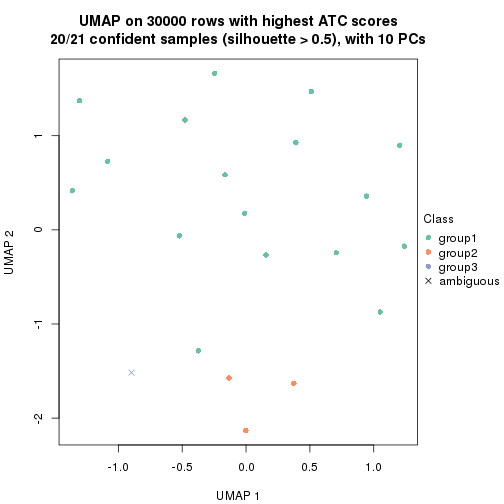 UMAP on 30000 rows with highest ATC scores
20/21 confident samples (silhouette > 0.5), with 10 PCs
UMAP 2
1
0
-1
-2
-1.0
-0.5
0.0
0.5
1.0
UMAP 1
Class
group1
group2
group3
ambiguous